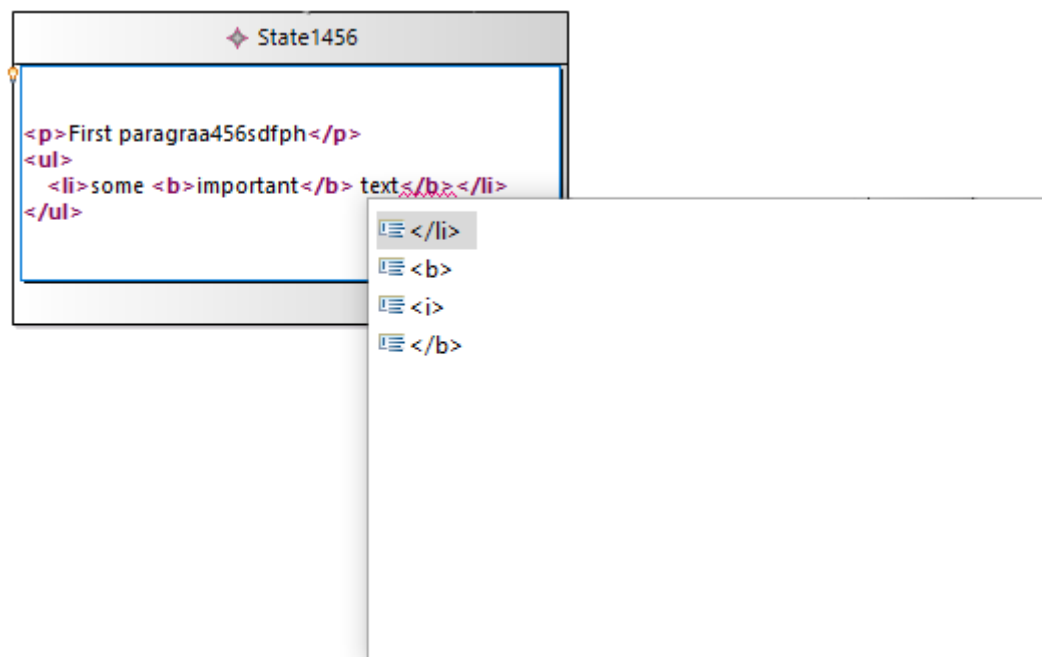 State1456
<p>First paragraa456sdfph</p>
<ul>
<li>some <b>important</b> text</b></li>
</ul>
</li>
<b>
<i>
</b>